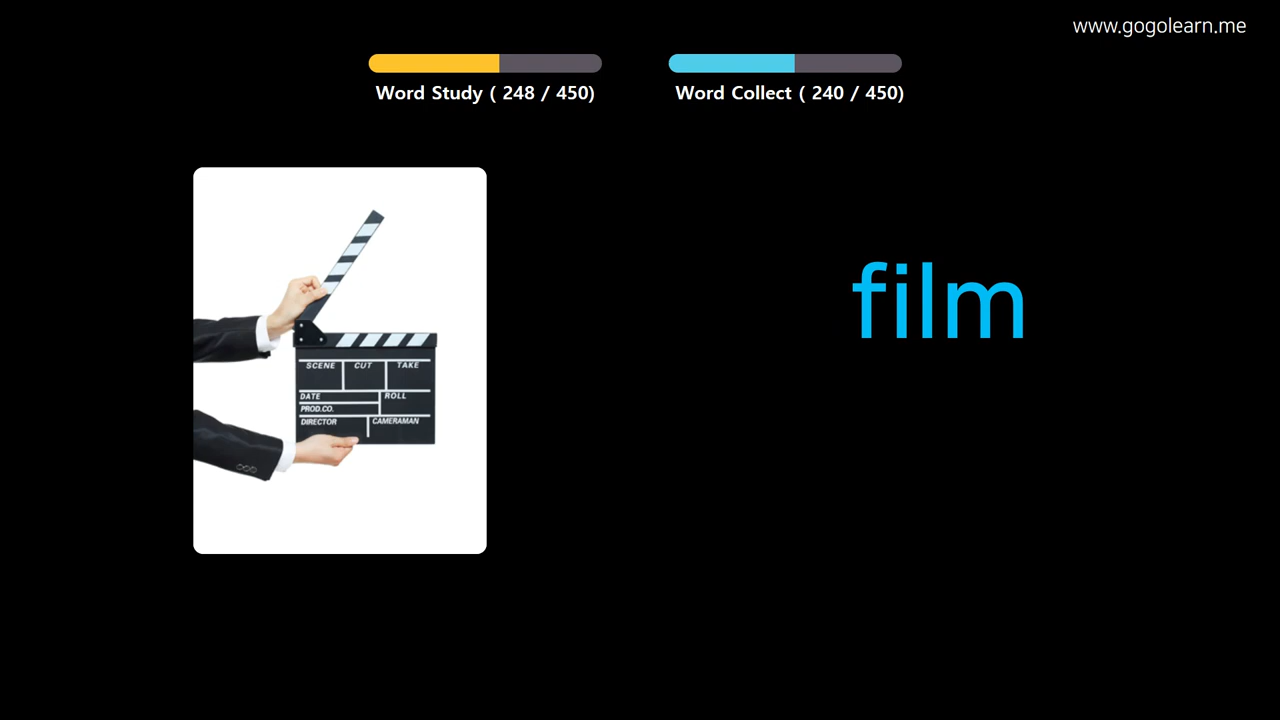 www.gogolearn.me
Word Study ( 248 / 450)
Word Collect ( 240 / 450)
film
SCENE CUT TAKE
DATE ROLL
PROD.CO.
DIRECTOR CAMERAMAN